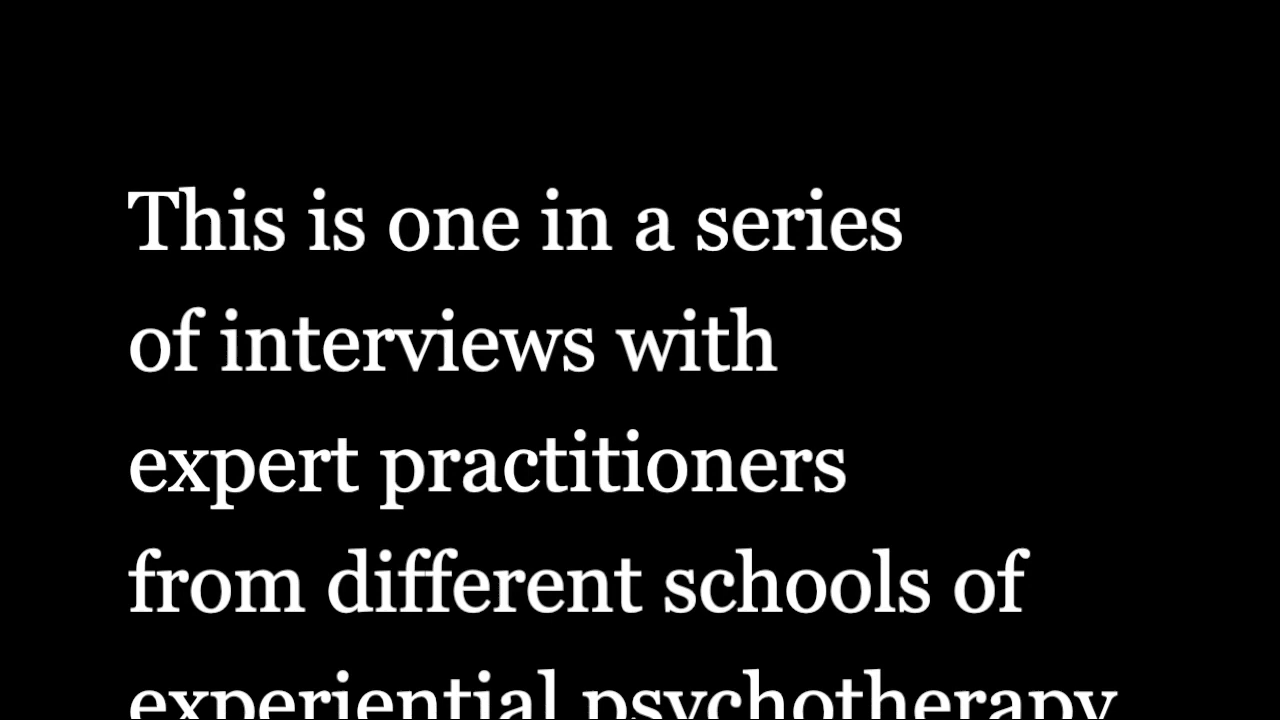 This is one in a series
of interviews with
expert practitioners
from different schools of
experiential psychotherapy